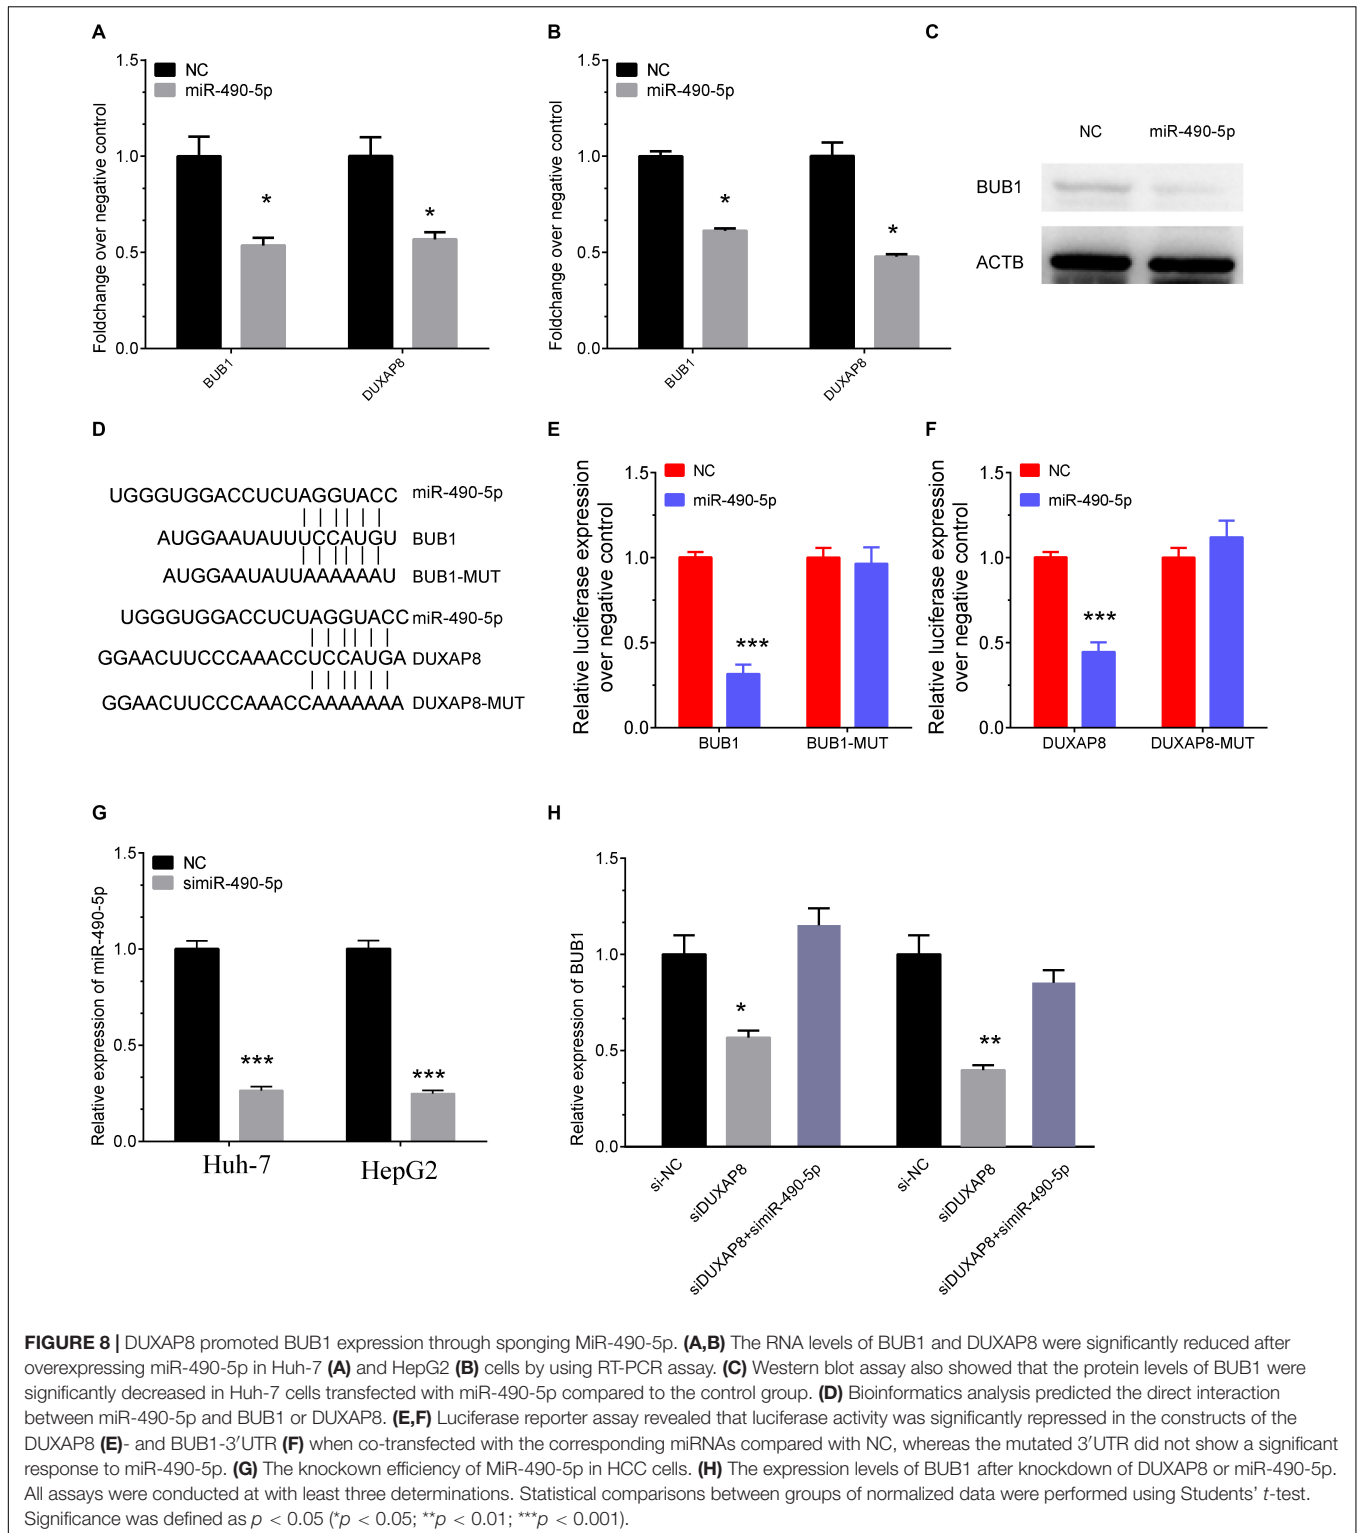 A
1.5
1.0
0.5
0.0
Foldchange over negative control
NC
miR-490-5p
*
*
BUB1
DUXAP8
B
1.5
1.0
0.5
0.0
Foldchange over negative control
NC
miR-490-5p
*
*
BUB1
DUXAP8
C
NC miR-490-5p
BUB1
ACTB
D
UGGGUGGACCUCUAGGUACC miR-490-5p
AUGGAAUAUUUCCAUGU BUB1
AUGGAAUAUUAAAAAAU BUB1-MUT
UGGGUGGACCUCUAGGUACC miR-490-5p
GGAACUUCCCAAACCUCCAUGA DUXAP8
GGAACUUCCCAAACCAAAAAAA DUXAP8-MUT
E
1.5
1.0
0.5
0.0
Relative luciferase expression
over negative control
NC
miR-490-5p
***
BUB1 BUB1-MUT
F
1.5
1.0
0.5
0.0
Relative luciferase expression
over negative control
NC
miR-490-5p
***
DUXAP8 DUXAP8-MUT
G
1.5
1.0
0.5
0.0
Relative expression of miR-490-5p
NC
simiR-490-5p
***
***
Huh-7 HepG2
H
1.5
1.0
0.5
0.0
Relative expression of BUB1
*
**
si-NC
siDUXAP8
siDUXAP8+simiR-490-5p
si-NC
siDUXAP8
siDUXAP8+simiR-490-5p
FIGURE 8 | DUXAP8 promoted BUB1 expression through sponging MiR-490-5p. (A,B) The RNA levels of BUB1 and DUXAP8 were significantly reduced after
overexpressing miR-490-5p in Huh-7 (A) and HepG2 (B) cells by using RT-PCR assay. (C) Western blot assay also showed that the protein levels of BUB1 were
significantly decreased in Huh-7 cells transfected with miR-490-5p compared to the control group. (D) Bioinformatics analysis predicted the direct interaction
between miR-490-5p and BUB1 or DUXAP8. (E,F) Luciferase reporter assay revealed that luciferase activity was significantly repressed in the constructs of the
DUXAP8 (E)- and BUB1-3′UTR (F) when co-transfected with the corresponding miRNAs compared with NC, whereas the mutated 3′UTR did not show a significant
response to miR-490-5p. (G) The knockown efficiency of MiR-490-5p in HCC cells. (H) The expression levels of BUB1 after knockdown of DUXAP8 or miR-490-5p.
All assays were conducted at with least three determinations. Statistical comparisons between groups of normalized data were performed using Students' t-test.
Significance was defined as p < 0.05 (*p < 0.05; **p < 0.01; ***p < 0.001).